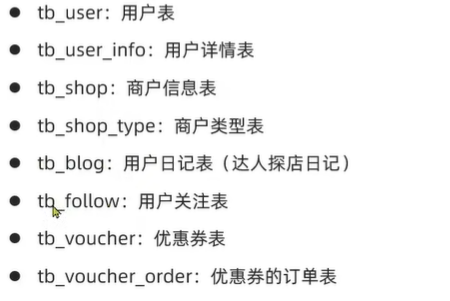 ● tb_user：用户表
● tb_user_info：用户详情表
● tb_shop：商户信息表
● tb_shop_type：商户类型表
● tb_blog：用户日记表（达人探店日记）
● tb_follow：用户关注表
● tb_voucher：优惠券表
● tb_voucher_order：优惠券的订单表